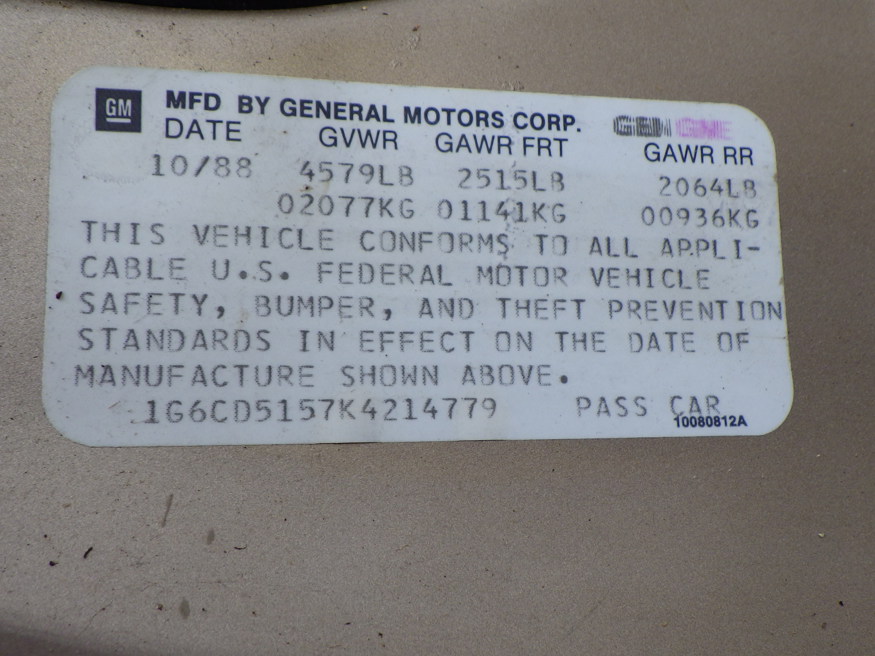 GM MFD BY GENERAL MOTORS CORP.
DATE GVWR GAWR FRT GAWR RR
10/88 4579LB 2515LB 2064LB
02077KG 01141KG 00936KG
THIS VEHICLE CONFORMS TO ALL APPLI-
CABLE U.S. FEDERAL MOTOR VEHICLE
SAFETY, BUMPER, AND THEFT PREVENTION
STANDARDS IN EFFECT ON THE DATE OF
MANUFACTURE SHOWN ABOVE.
1G6CD5157K4214779 PASS CAR
10080812A